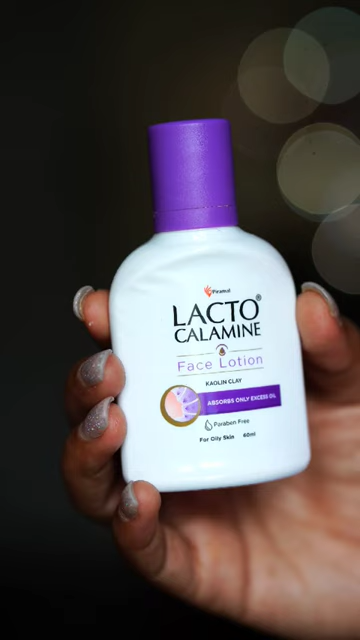 Piramal
LACTO®
CALAMINE
Face Lotion
KAOLIN CLAY
ABSORBS ONLY EXCESS OIL
Paraben Free
For Oily Skin 60ml